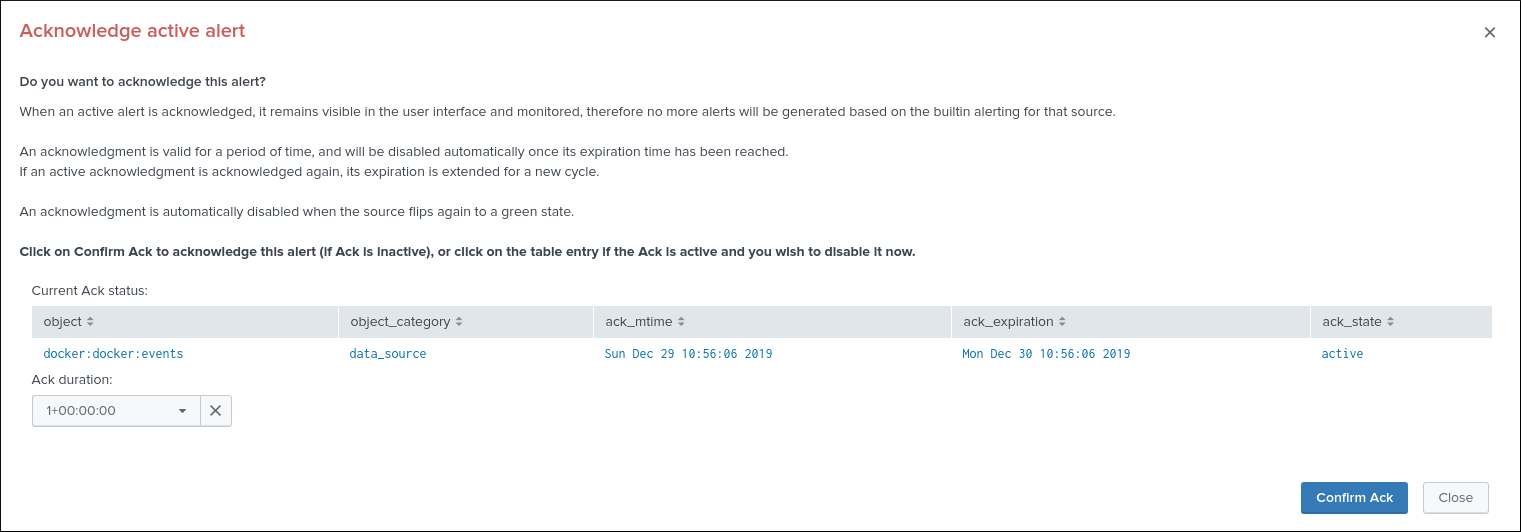 Acknowledge active alert
Do you want to acknowledge this alert?
When an active alert is acknowledged, it remains visible in the user interface and monitored, therefore no more alerts will be generated based on the builtin alerting for that source.
An acknowledgment is valid for a period of time, and will be disabled automatically once its expiration time has been reached.
If an active acknowledgment is acknowledged again, its expiration is extended for a new cycle.
An acknowledgment is automatically disabled when the source flips again to a green state.
Click on Confirm Ack to acknowledge this alert (if Ack is inactive), or click on the table entry if the Ack is active and you wish to disable it now.
Current Ack status:
object object_category ack_mtime ack_expiration ack_state
docker:docker:events data_source Sun Dec 29 10:56:06 2019 Mon Dec 30 10:56:06 2019 active
Ack duration:
1+00:00:00
Confirm Ack Close